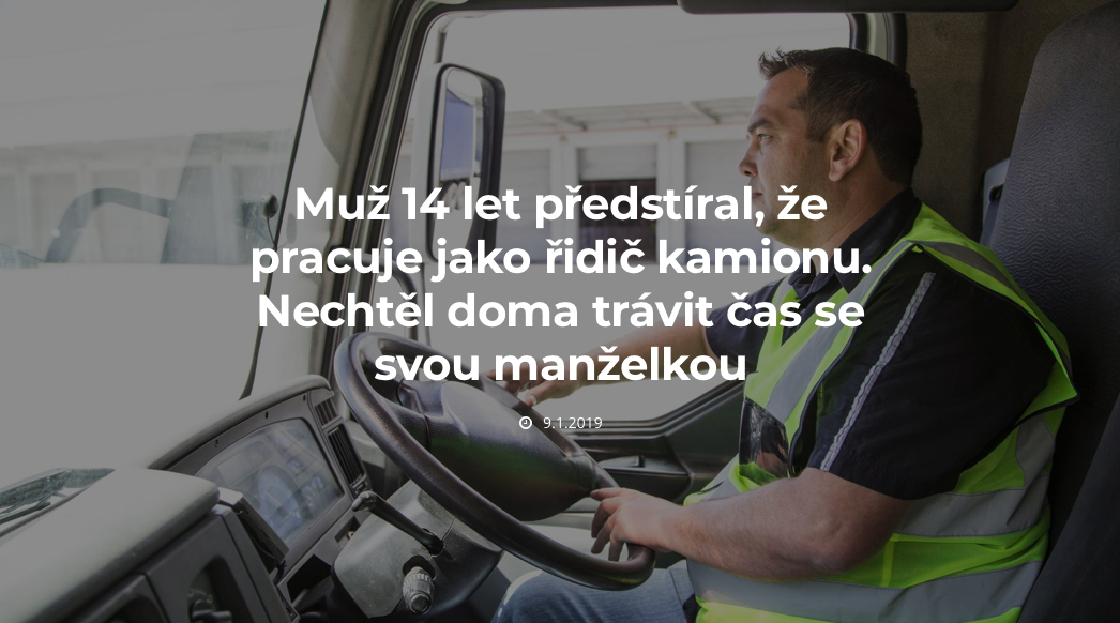 Muž 14 let předstíral, že
pracuje jako řidič kamionu.
Nechtěl doma trávit čas se
svou manželkou
9.1.2019